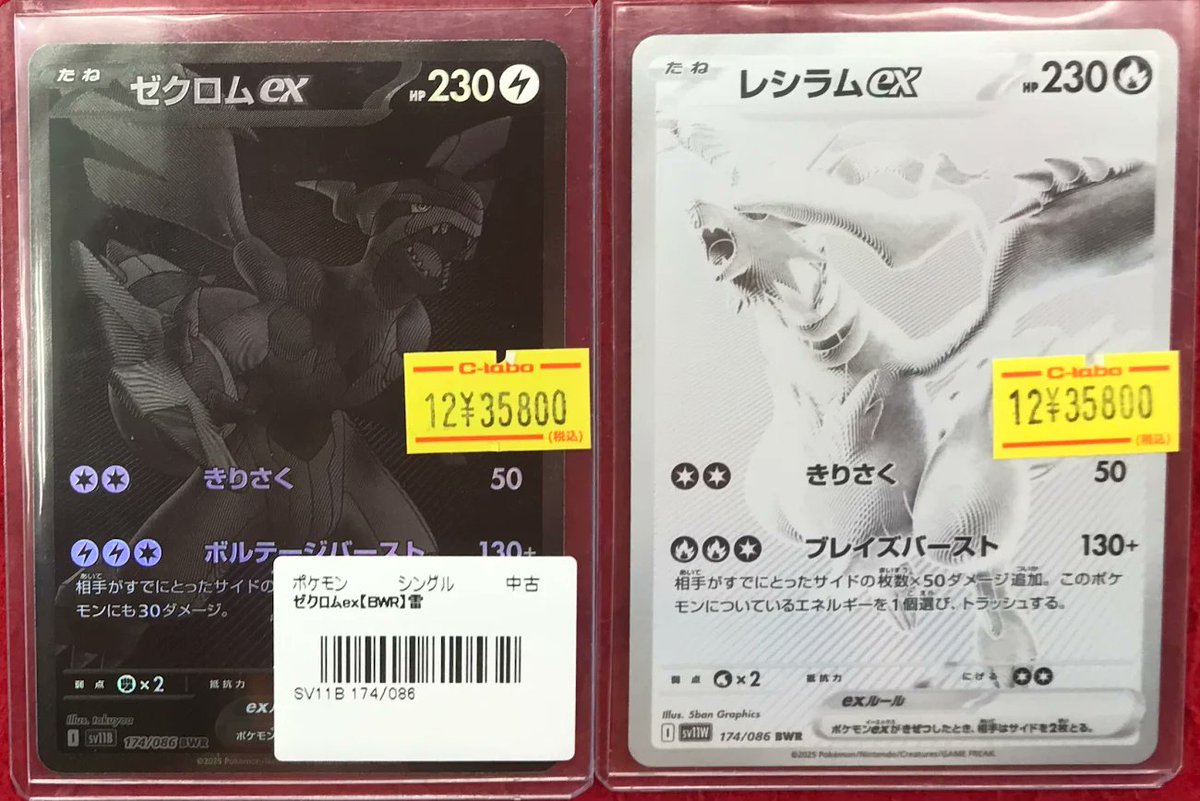 たね ゼクロムex HP230
C-labo
12¥35800
(税込)
きりさく 50
ボルテージバースト 130+
相手がすでにとったサイドの
モンにも30ダメージ。
ポケモン シングル 中古
ゼクロムex【BWR】雷
SV11B 174/086
弱点 ×2 抵抗力
Illus. takuyoa
I SV11B 174/086 BWR
©2025 Pokémon
たね レシラムex HP230
C-labo
12¥35800
(税込)
きりさく 50
ブレイズバースト 130+
相手がすでにとったサイドの枚数×50ダメージ追加。このポケ
モンについているエネルギーを1個選び、トラッシュする。
弱点 ×2 抵抗力 にげる
exルール
Illus. 5ban Graphics
ポケモンexがきぜつしたとき、相手はサイドを2枚とる。
I SV11W 174/086 BWR
©2025 Pokémon/Nintendo/Creatures/GAME FREAK.